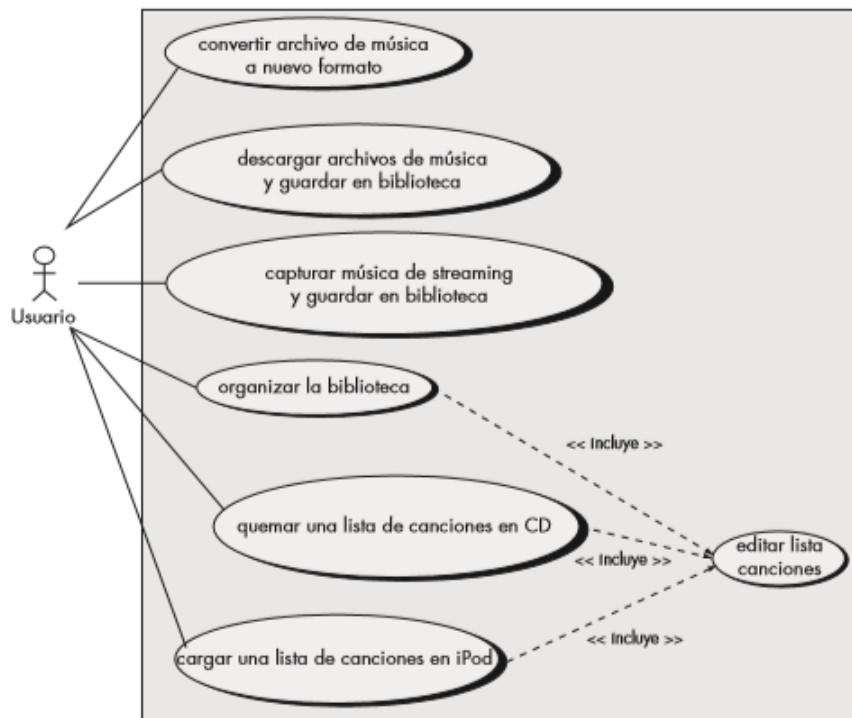 convertir archivo de música
a nuevo formato
descargar archivos de música
y guardar en biblioteca
capturar música de streaming
y guardar en biblioteca
Usuario
organizar la biblioteca
<< Incluye >>
quemar una lista de canciones en CD
<< Incluye >>
editar lista
canciones
<< Incluye >>
cargar una lista de canciones en iPod